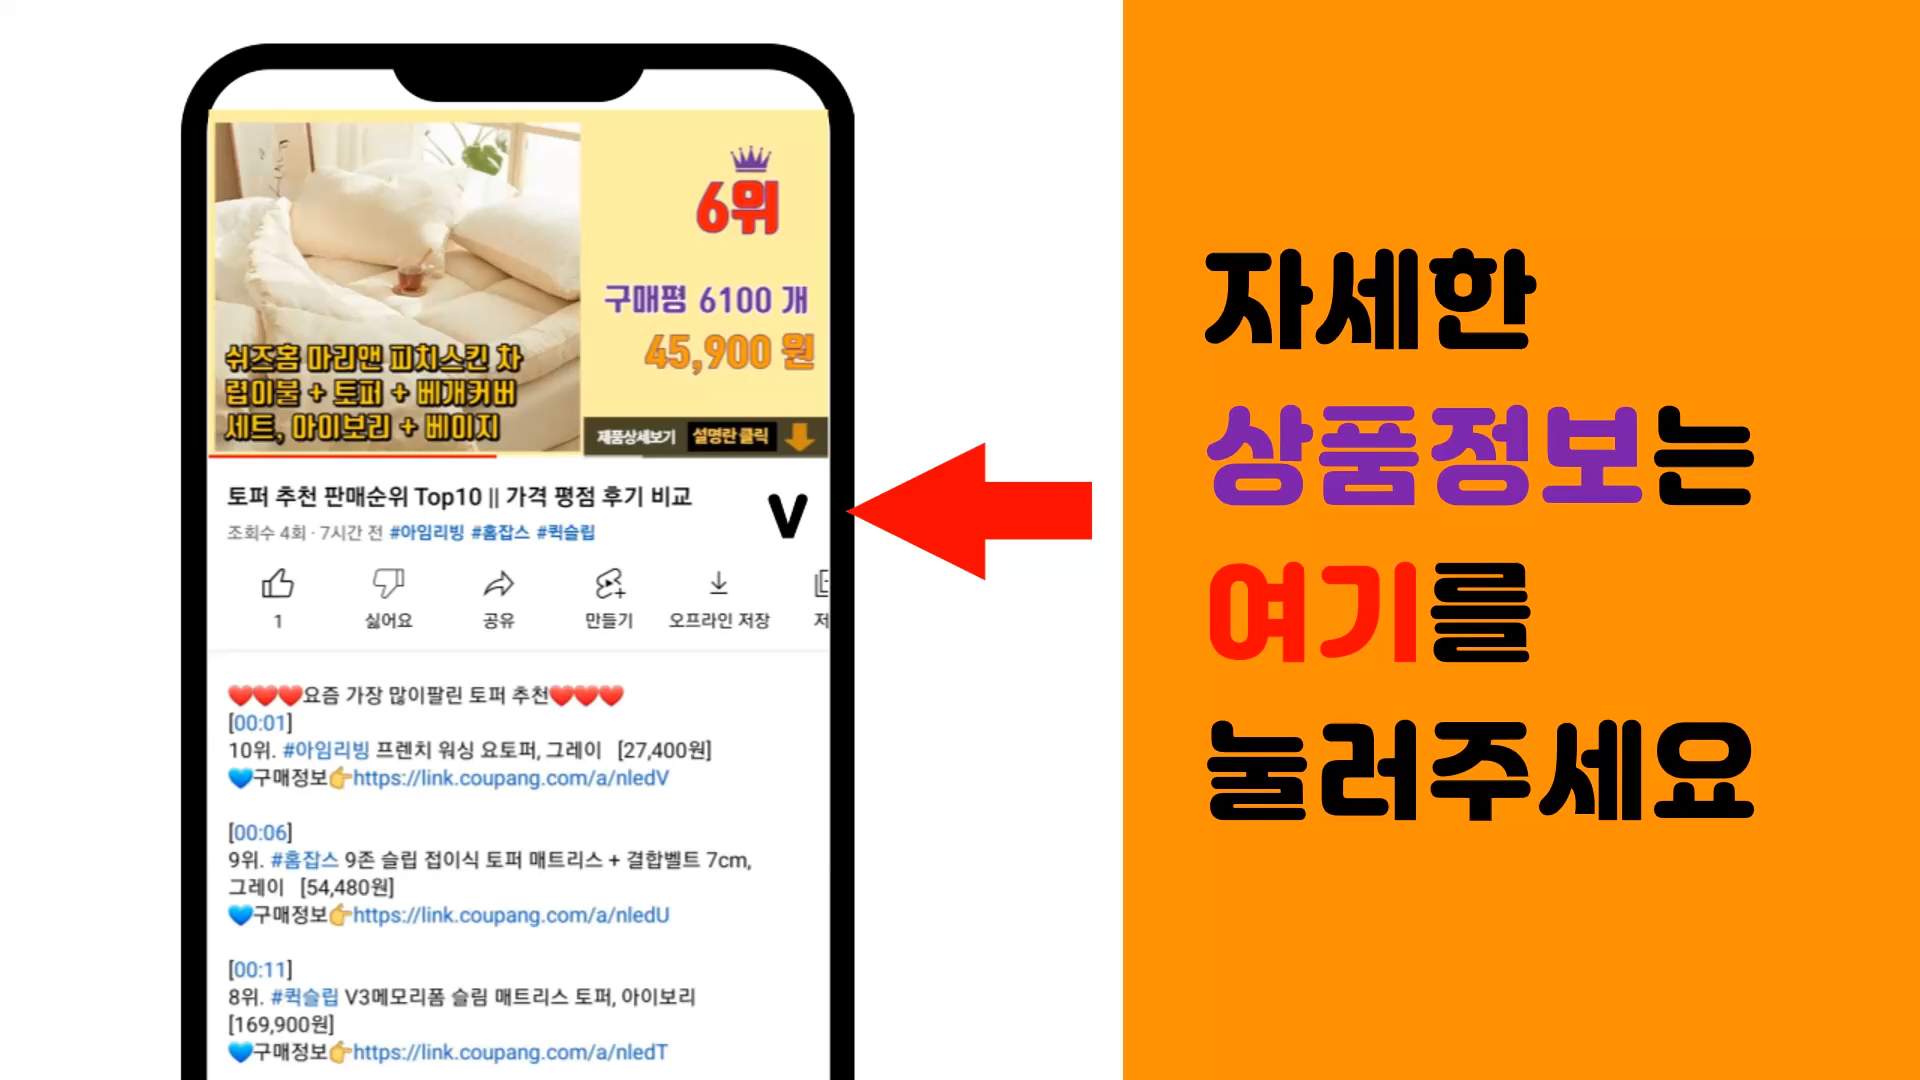 6위
구매평 6100 개
45,900 원
쉬즈홈 마리앤 피치스킨 차
렵이불 + 토퍼 + 베개커버
세트, 아이보리 + 베이지
제품상세보기 설명란 클릭
토퍼 추천 판매순위 Top10 || 가격 평점 후기 비교
V
조회수 4회 · 7시간 전 #아임리빙 #홈잡스 #퀵슬립
1 싫어요 공유 만들기 오프라인 저장 저
❤️❤️❤️요즘 가장 많이팔린 토퍼 추천❤️❤️❤️
[00:01]
10위. #아임리빙 프렌치 워싱 요토퍼, 그레이 [27,400원]
💙구매정보👉https://link.coupang.com/a/nledV
[00:06]
9위. #홈잡스 9존 슬립 접이식 토퍼 매트리스 + 결합벨트 7cm,
그레이 [54,480원]
💙구매정보👉https://link.coupang.com/a/nledU
[00:11]
8위. #퀵슬립 V3메모리폼 슬림 매트리스 토퍼, 아이보리
[169,900원]
💙구매정보👉https://link.coupang.com/a/nledT
자세한
상품정보는
여기를
눌러주세요